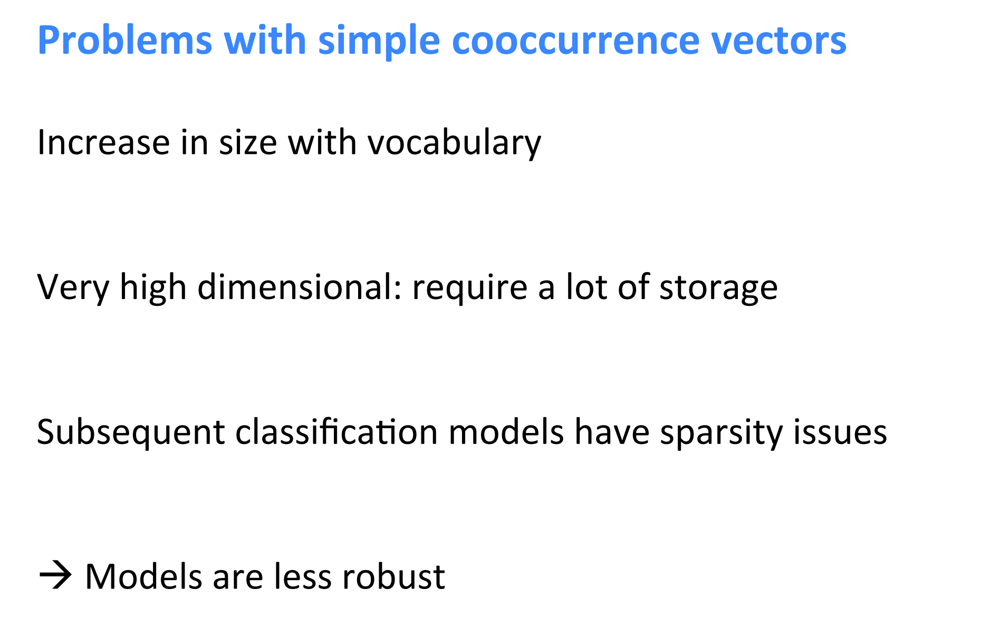 Problems with simple cooccurrence vectors
Increase in size with vocabulary
Very high dimensional: require a lot of storage
Subsequent classification models have sparsity issues
→ Models are less robust